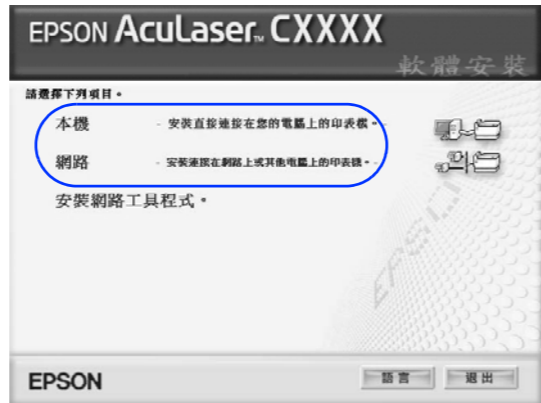 EPSON AcuLaser™ CXXXX
軟體安裝
請選擇下列項目。
本機 - 安裝直接連接在您的電腦上的印表機。-
網路 - 安裝連接在網路上或其他電腦上的印表機。-
安裝網路工具程式。
EPSON
EPSON 語言 退出